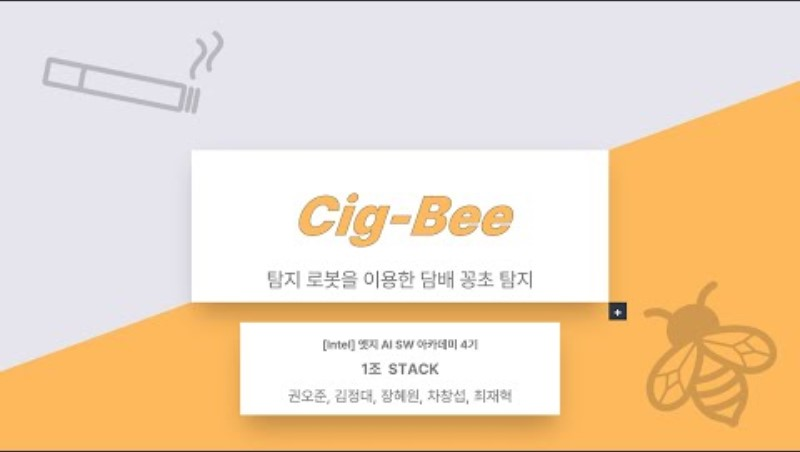 Cig-Bee
탐지 로봇을 이용한 담배 꽁초 탐지
[Intel] 엣지 AI SW 아카데미 4기
1조 STACK
권오준, 김정대, 장혜원, 차창섭, 최재혁